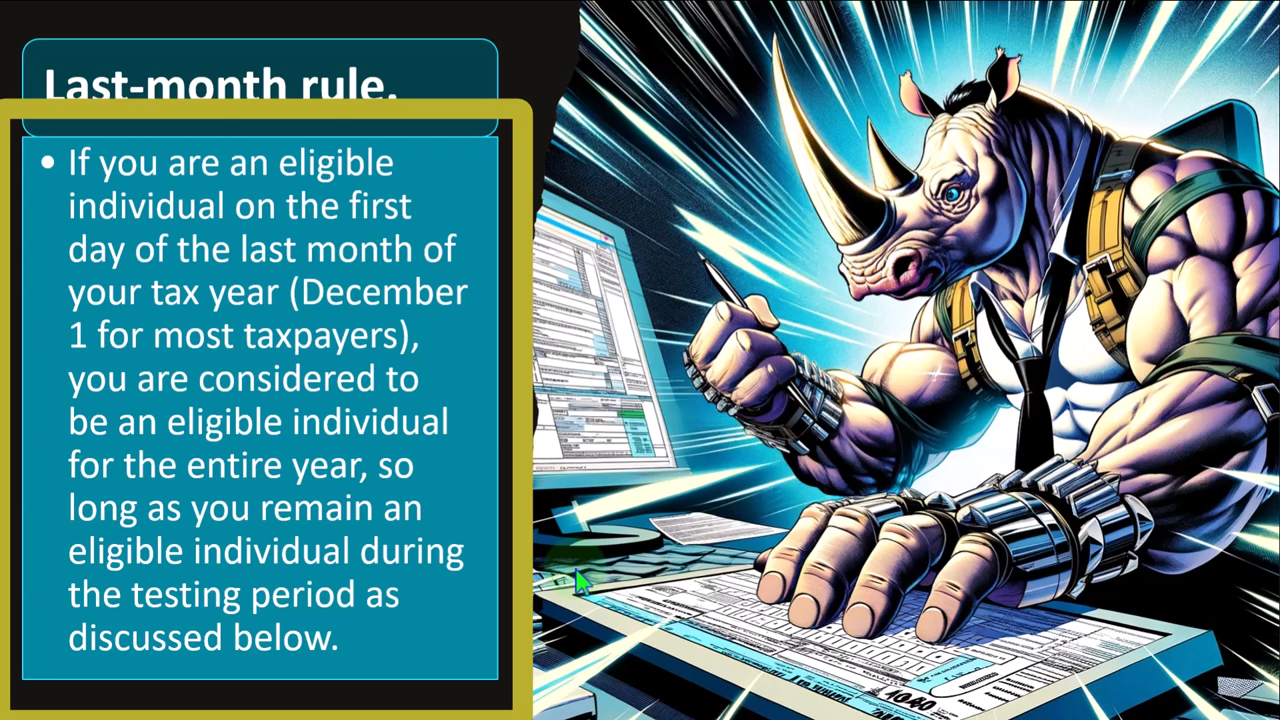 Last-month rule.
• If you are an eligible
individual on the first
day of the last month of
your tax year (December
1 for most taxpayers),
you are considered to
be an eligible individual
for the entire year, so
long as you remain an
eligible individual during
the testing period as
discussed below.
1040